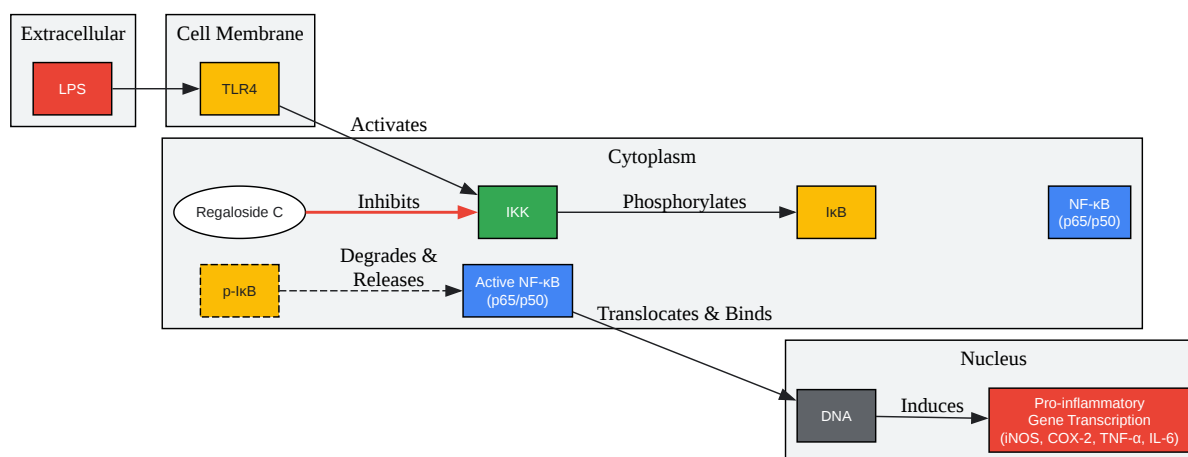 Extracellular
LPS
Cell Membrane
TLR4
Activates
Cytoplasm
Regaloside C
Inhibits
IKK
Phosphorylates
IκB
NF-κB
(p65/p50)
p-IκB
Degrades &
Releases
Active NF-κB
(p65/p50)
Translocates & Binds
Nucleus
DNA
Induces
Pro-inflammatory
Gene Transcription
(iNOS, COX-2, TNF-α, IL-6)